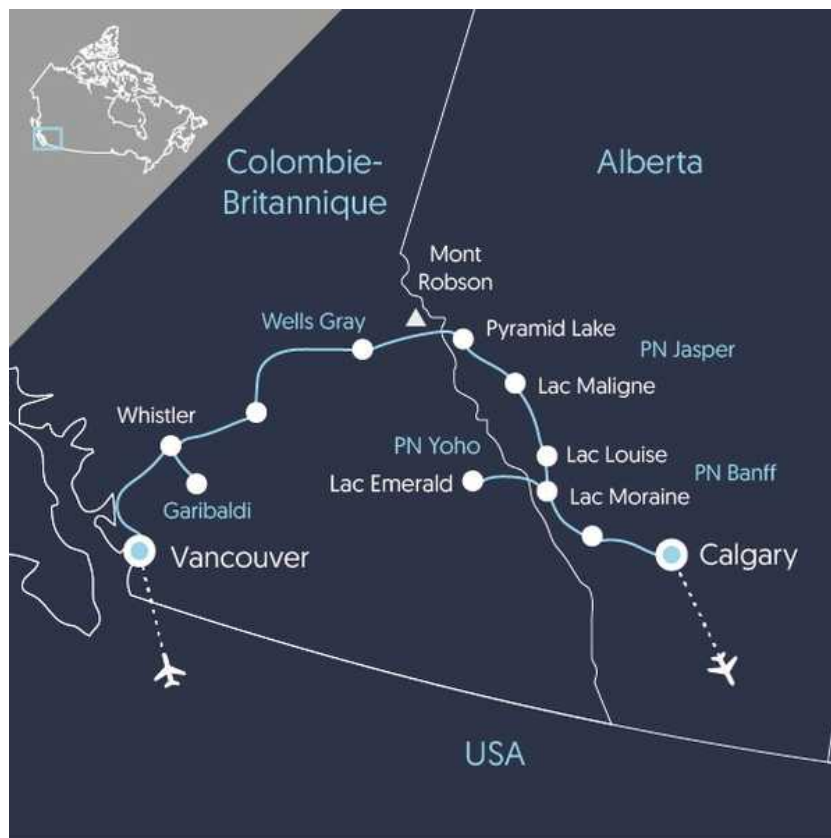 Colombie-
Britannique
Alberta
Mont
Robson
Wells Gray
Pyramid Lake
PN Jasper
Lac Maligne
Whistler
PN Yoho
Lac Louise
PN Banff
Lac Emerald
Lac Moraine
Garibaldi
Vancouver
Calgary
USA